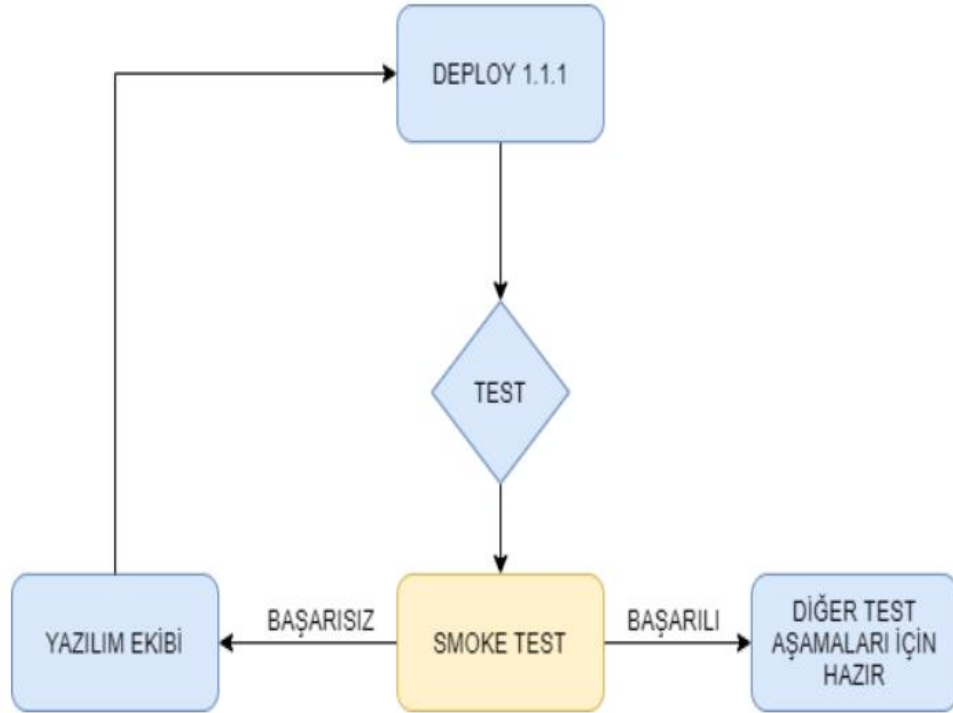 DEPLOY 1.1.1
TEST
YAZILIM EKİBİ
BAŞARISIZ
SMOKE TEST
BAŞARILI
DİĞER TEST
AŞAMALARI İÇİN
HAZIR